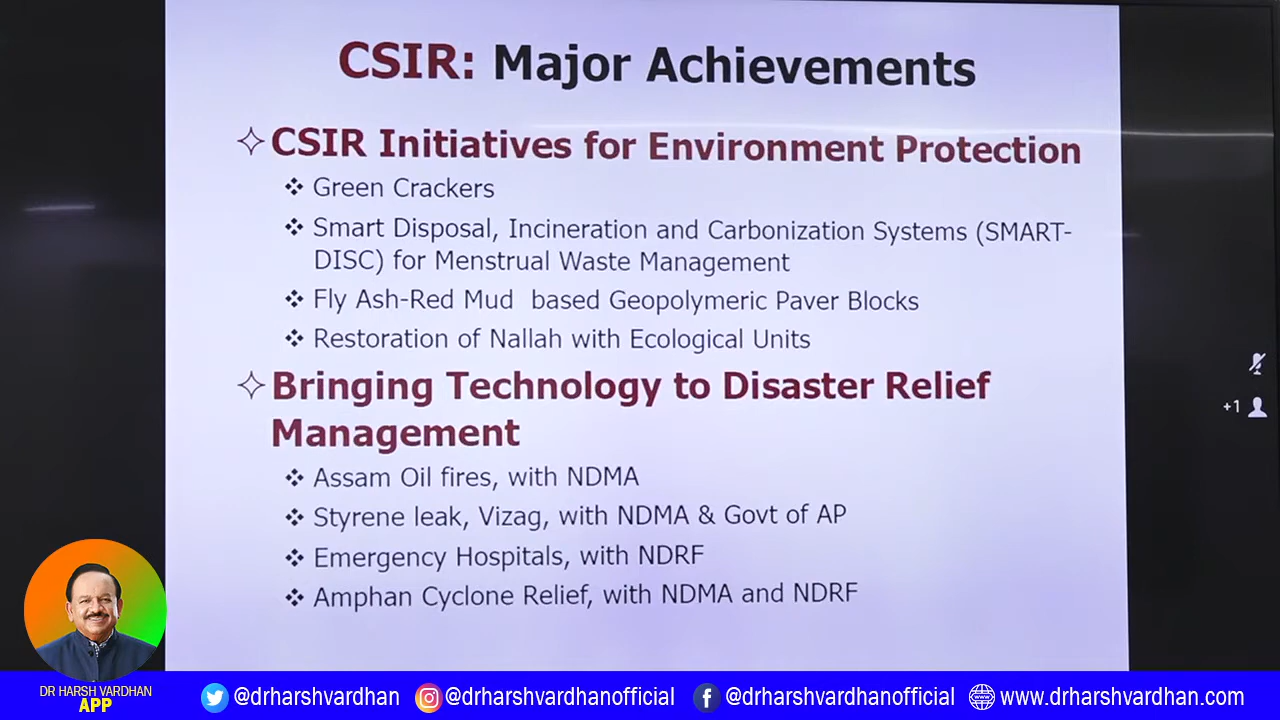 CSIR: Major Achievements
✧ CSIR Initiatives for Environment Protection
❖ Green Crackers
❖ Smart Disposal, Incineration and Carbonization Systems (SMART-
DISC) for Menstrual Waste Management
❖ Fly Ash-Red Mud based Geopolymeric Paver Blocks
❖ Restoration of Nallah with Ecological Units
✧ Bringing Technology to Disaster Relief
Management
❖ Assam Oil fires, with NDMA
❖ Styrene leak, Vizag, with NDMA & Govt of AP
❖ Emergency Hospitals, with NDRF
❖ Amphan Cyclone Relief, with NDMA and NDRF
+1
DR HARSH VARDHAN
APP
@drharshvardhan
@drharshvardhanofficial
@drharshvardhanofficial
www.drharshvardhan.com